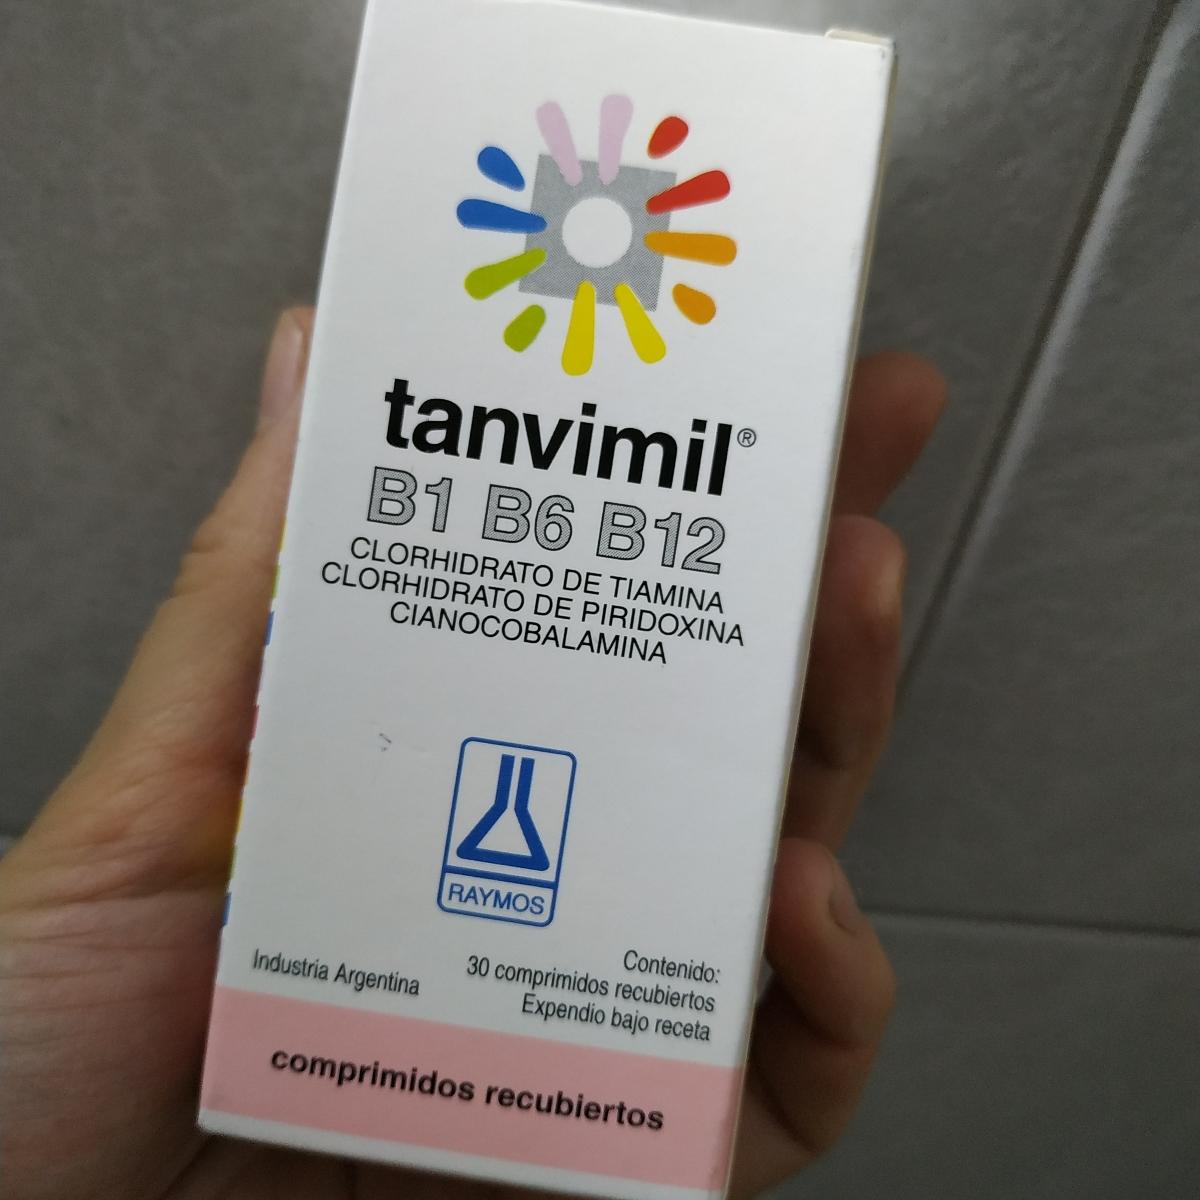 tanvimil®
B1 B6 B12
CLORHIDRATO DE TIAMINA
CLORHIDRATO DE PIRIDOXINA
CIANOCOBALAMINA
RAYMOS
Industria Argentina
Contenido:
30 comprimidos recubiertos
Expendio bajo receta
comprimidos recubiertos